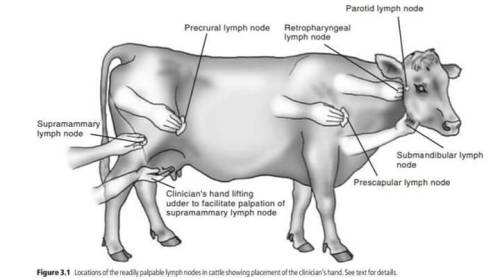 Parotid lymph node
Precrural lymph node
Retropharyngeal
lymph node
Supramammary
lymph node
Submandibular lymph
node
Prescapular lymph node
Clinician's hand lifting
udder to facilitate palpation of
supramammary lymph node
Figure 3.1 Locations of the readily palpable lymph nodes in cattle showing placement of the clinician's hand. See text for details.